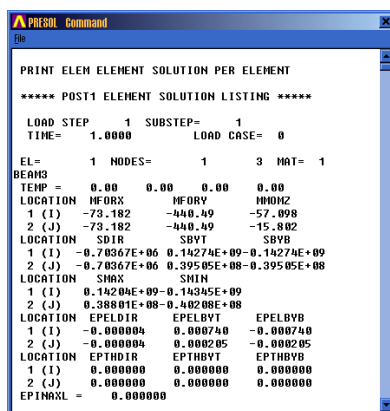 PRESOL Command
File
PRINT ELEM ELEMENT SOLUTION PER ELEMENT
***** POST1 ELEMENT SOLUTION LISTING *****
LOAD STEP 1 SUBSTEP= 1
TIME= 1.0000 LOAD CASE= 0
EL= 1 NODES= 1 3 MAT= 1
BEAM3
TEMP = 0.00 0.00 0.00 0.00
LOCATION MFORX MFORY MMOMZ
1 (I) -73.182 -440.49 -57.098
2 (J) -73.182 -440.49 -15.802
LOCATION SDIR SBYT SBYB
1 (I) -0.70367E+06 0.14274E+09-0.14274E+09
2 (J) -0.70367E+06 0.39505E+08-0.39505E+08
LOCATION SMAX SMIN
1 (I) 0.14204E+09-0.14345E+09
2 (J) 0.38801E+08-0.40208E+08
LOCATION EPELDIR EPELBYT EPELBYB
1 (I) -0.000004 0.000740 -0.000740
2 (J) -0.000004 0.000205 -0.000205
LOCATION EPTHDIR EPTHBYT EPTHBYB
1 (I) 0.000000 0.000000 0.000000
2 (J) 0.000000 0.000000 0.000000
EPINAXL = 0.000000